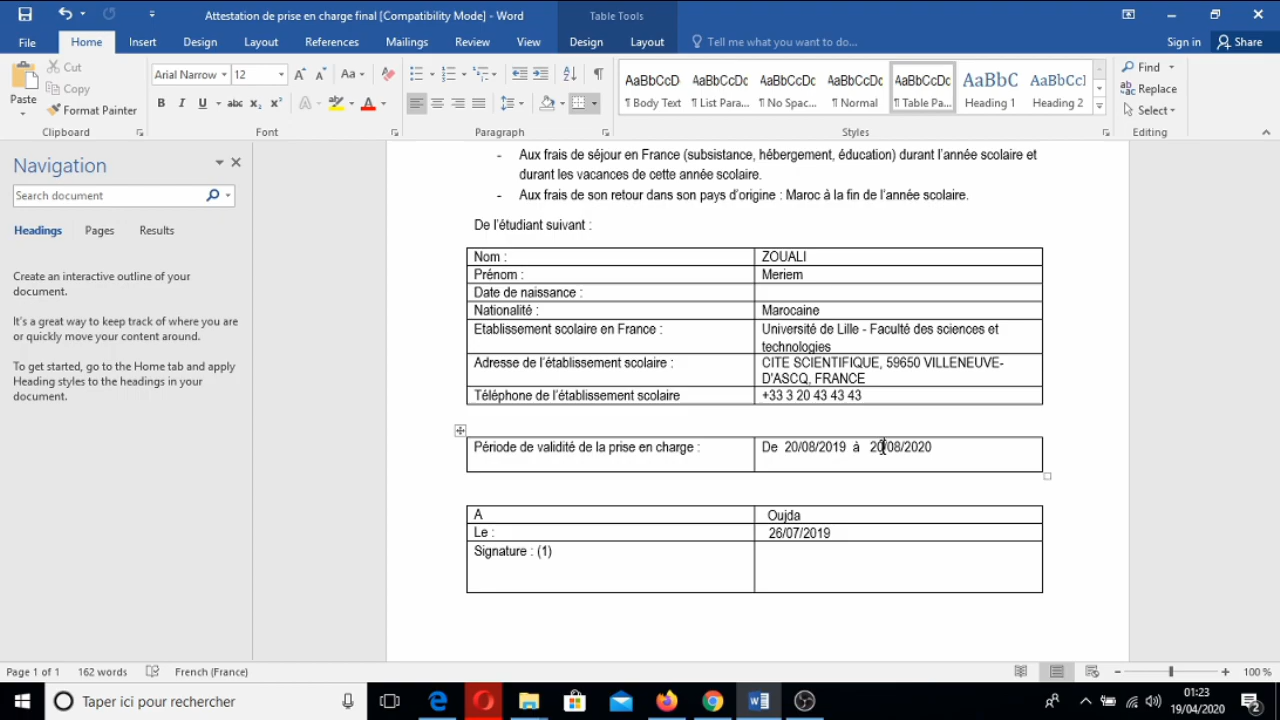 Attestation de prise en charge final [Compatibility Mode] - Word
Table Tools
File
Home
Insert
Design
Layout
References
Mailings
Review
View
Design
Layout
Tell me what you want to do...
Sign in
Share
Cut
Copy
Format Painter
Paste
Clipboard
Arial Narrow
12
Font
Paragraph
AaBbCcD
¶ Body Text
AaBbCcDc
¶ List Para...
AaBbCcDc
¶ No Spac...
AaBbCcDc
¶ Normal
AaBbCcDc
¶ Table Pa...
AaBbC
Heading 1
AaBbCcI
Heading 2
Styles
Find
Replace
Select
Editing
Navigation
Search document
Headings
Pages
Results
Create an interactive outline of your
document.
It's a great way to keep track of where you are
or quickly move your content around.
To get started, go to the Home tab and apply
Heading styles to the headings in your
document.
- Aux frais de séjour en France (subsistance, hébergement, éducation) durant l'année scolaire et
durant les vacances de cette année scolaire.
- Aux frais de son retour dans son pays d'origine : Maroc à la fin de l'année scolaire.
De l'étudiant suivant :
Nom : ZOUALI
Prénom : Meriem
Date de naissance :
Nationalité : Marocaine
Etablissement scolaire en France : Université de Lille - Faculté des sciences et
technologies
Adresse de l'établissement scolaire : CITE SCIENTIFIQUE, 59650 VILLENEUVE-
D'ASCQ, FRANCE
Téléphone de l'établissement scolaire +33 3 20 43 43 43
Période de validité de la prise en charge : De 20/08/2019 à 20/08/2020
A Oujda
Le : 26/07/2019
Signature : (1)
Page 1 of 1
162 words
French (France)
100 %
Taper ici pour rechercher
01:23
19/04/2020
2